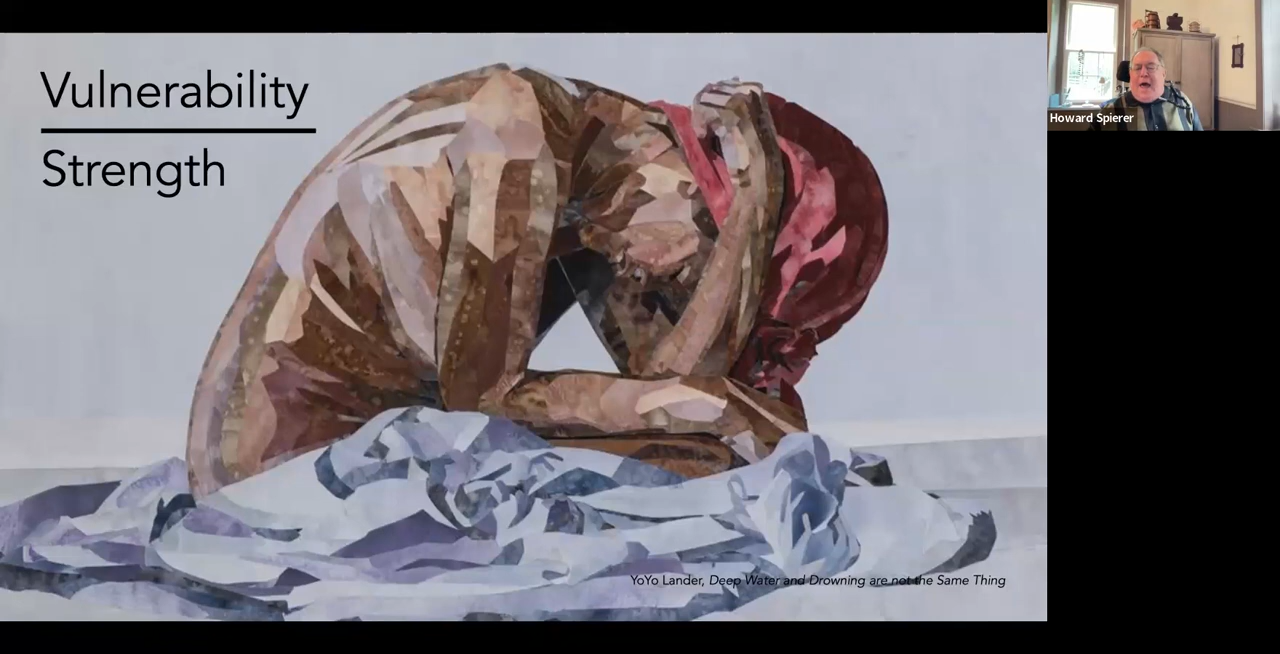 Vulnerability
Strength
Howard Spierer
YoYo Lander, Deep Water and Drowning are not the Same Thing